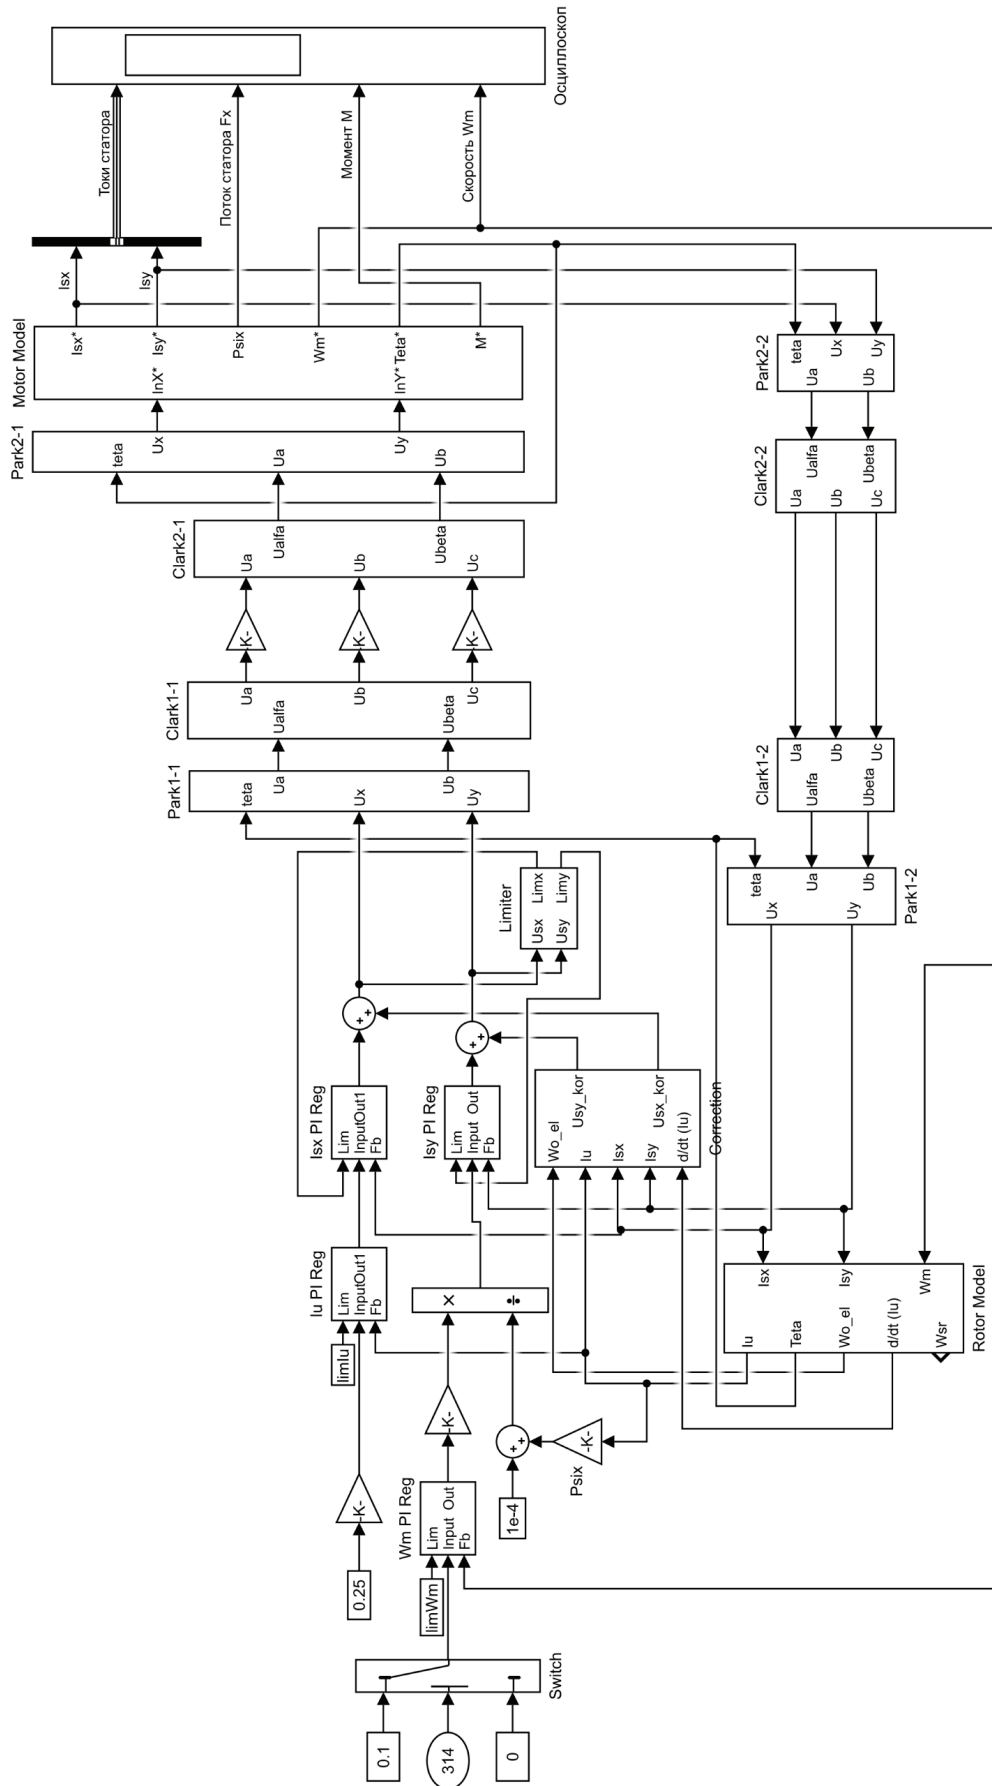 0.1
314
0
Switch
0.25
-K-
limIu
limWm
Wm PI Reg
Lim
Input Out
Fb
-K-
1e-4
+
+
-K-
Psix
Iu PI Reg
Lim
InputOut1
Fb
×
÷
Isx PI Reg
Lim
InputOut1
Fb
+
+
Isy PI Reg
Lim
Input Out
Fb
+
+
Wo_el
Iu
Isx
Isy
d/dt (Iu)
Usy_kor
Usx_kor
Correction
Limiter
Usx Limx
Usy Limy
Park1-1
teta
Ua
Ux
Ub
Uy
Clark1-1
Ua
Ualfa
Ub
Ubeta
Uc
-K-
-K-
-K-
Clark2-1
Ua
Ualfa
Ub
Ubeta
Uc
Park2-1
teta
Ux
Ua
Uy
Ub
Motor Model
Isx*
InX* Isy*
Psix
Wm*
InY* Teta*
M*
Isx
Isy
Токи статора
Поток статора Fx
Момент M
Скорость Wm
Осциллоскоп
Rotor Model
Iu
Isx
Teta
Wo_el
Isy
d/dt (Iu)
Wm
Wsr
Park1-2
teta
Ux
Ua
Uy
Ub
Clark1-2
Ua
Ualfa
Ub
Ubeta
Uc
Clark2-2
Ualfa
Ua
Ub
Ubeta
Uc
Park2-2
teta
Ua
Ux
Ub
Uy